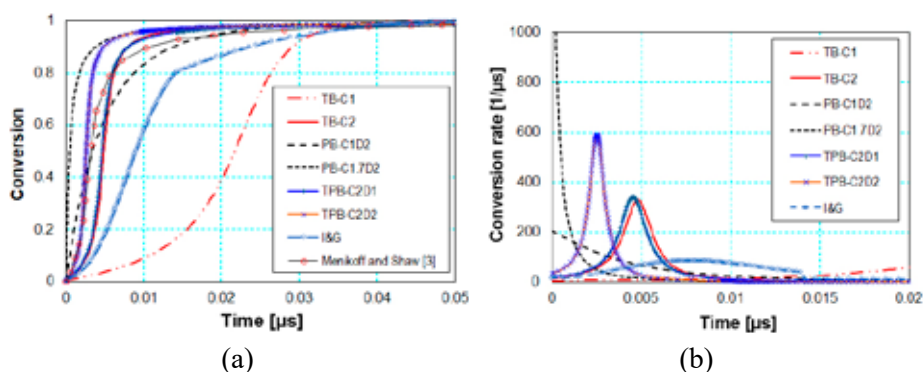 1
0.8
0.6
0.4
0.2
0
Conversion
0
0.01
0.02
0.03
0.04
0.05
Time [µs]
TB-C1
TB-C2
PB-C1D2
PB-C1.7D2
TPB-C2D1
TPB-C2D2
I&G
Menikoff and Shaw [3]
(a)
1000
800
600
400
200
0
Conversion rate [1/µs]
0
0.005
0.01
0.015
0.02
Time [µs]
TB-C1
TB-C2
PB-C1D2
PB-C1.7D2
TPB-C2D1
TPB-C2D2
I&G
(b)